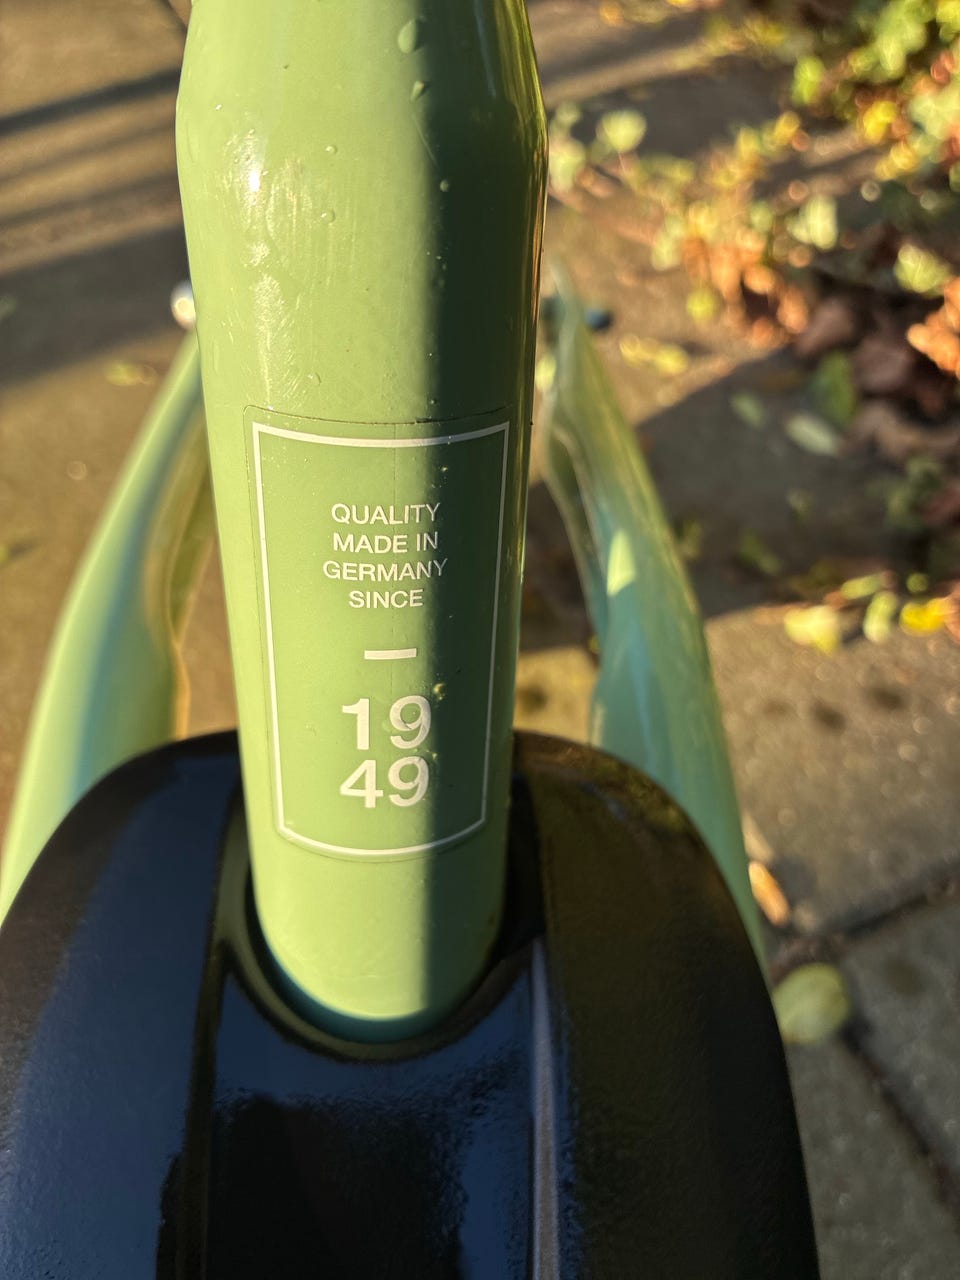 QUALITY
MADE IN
GERMANY
SINCE
19
49